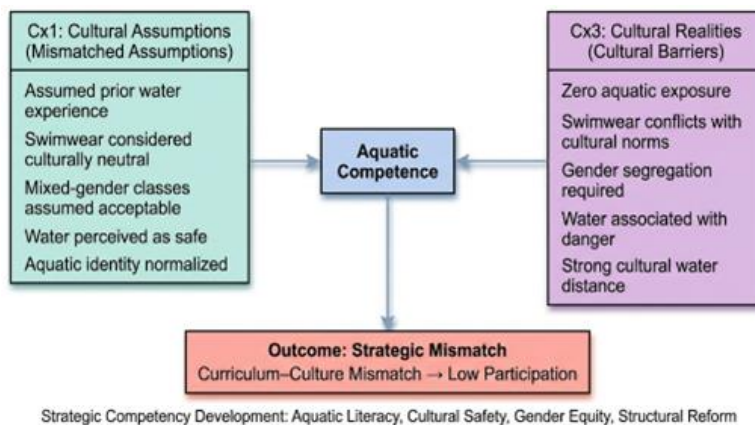 Cx1: Cultural Assumptions
(Mismatched Assumptions)
Assumed prior water
experience
Swimwear considered
culturally neutral
Mixed-gender classes
assumed acceptable
Water perceived as safe
Aquatic identity normalized
Aquatic
Competence
Cx3: Cultural Realities
(Cultural Barriers)
Zero aquatic exposure
Swimwear conflicts with
cultural norms
Gender segregation
required
Water associated with
danger
Strong cultural water
distance
Outcome: Strategic Mismatch
Curriculum–Culture Mismatch → Low Participation
Strategic Competency Development: Aquatic Literacy, Cultural Safety, Gender Equity, Structural Reform